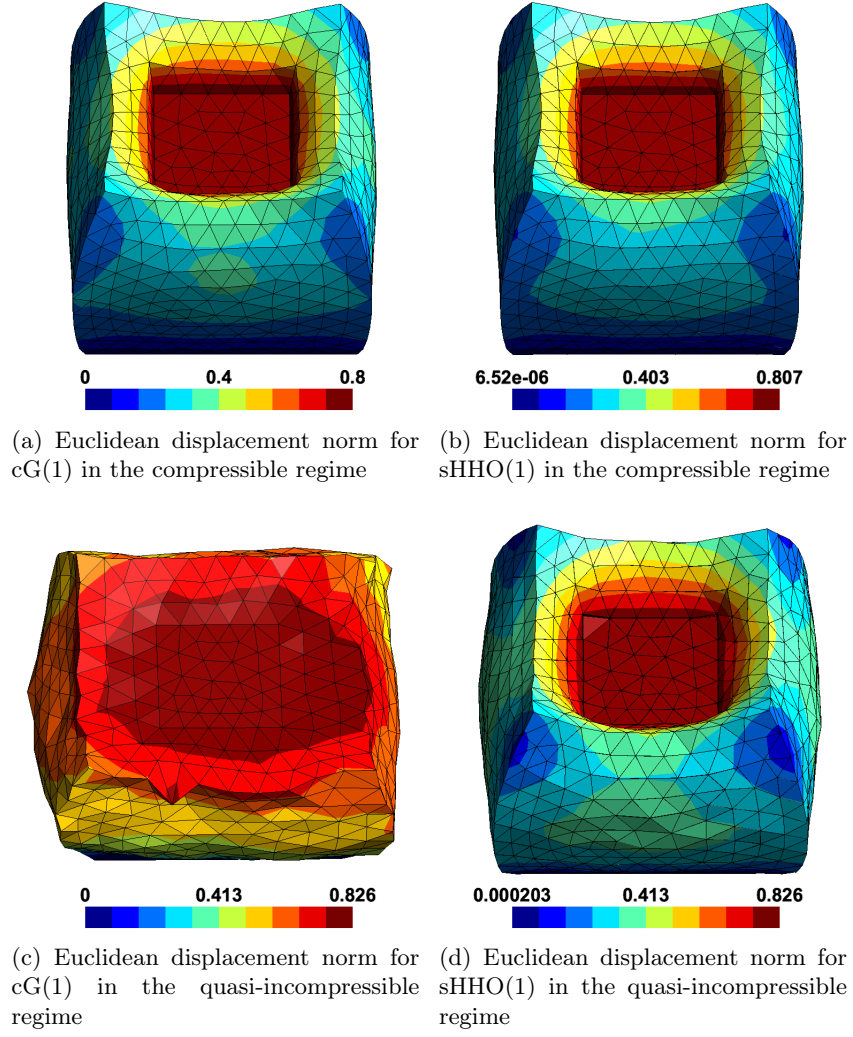 0 0.4 0.8
6.52e-06 0.403 0.807
(a) Euclidean displacement norm for
cG(1) in the compressible regime
(b) Euclidean displacement norm for
sHHO(1) in the compressible regime
0 0.413 0.826
0.000203 0.413 0.826
(c) Euclidean displacement norm for
cG(1) in the quasi-incompressible
regime
(d) Euclidean displacement norm for
sHHO(1) in the quasi-incompressible
regime